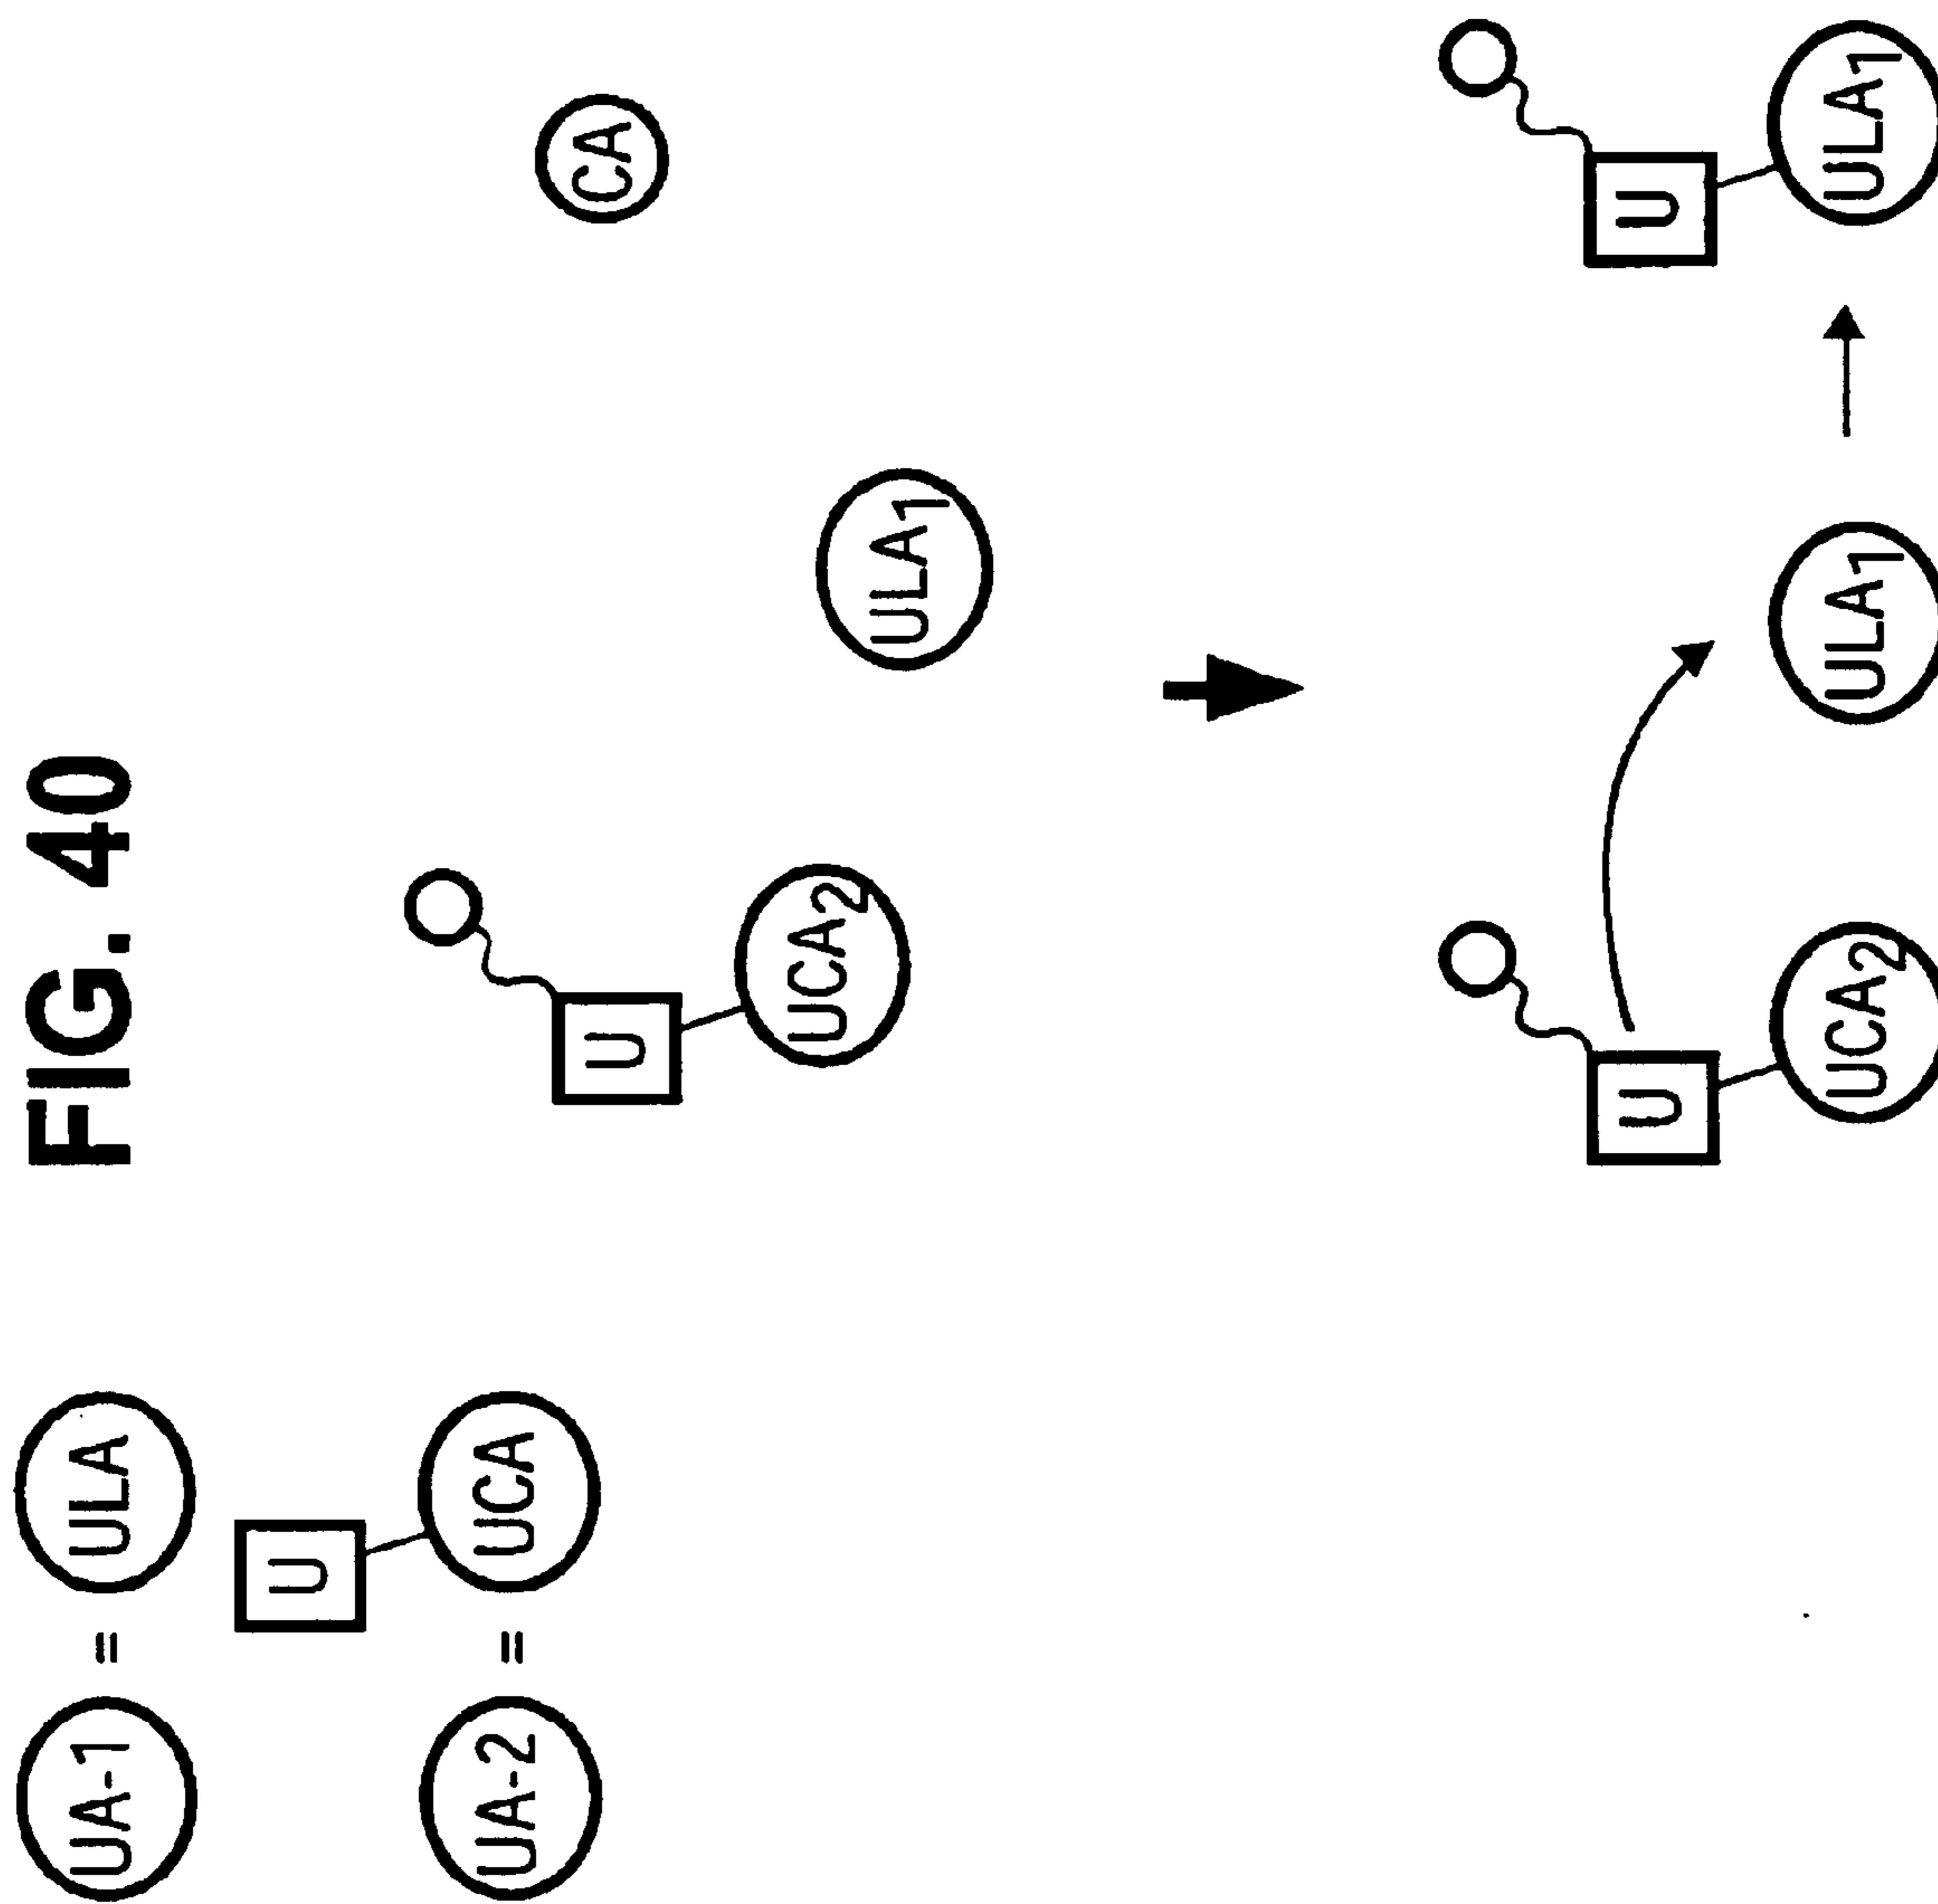 FIG. 40
UA-1 = ULA
U
UA-2 = UCA
U
CA
UCA2
ULA1
U
U
UCA2
ULA1
ULA1